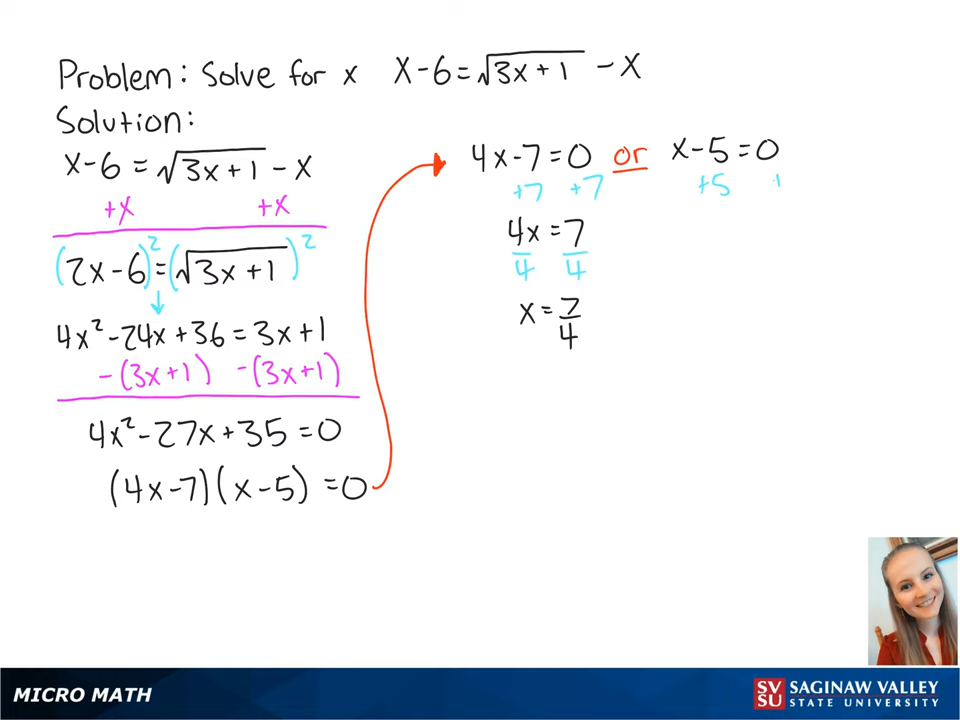 Problem: Solve for x   x-6=√3x+1 -x
Solution:
x-6=√3x+1 -x
+x +x
(2x-6)²=(√3x+1)²
↓
4x²-24x+36=3x+1
-(3x+1) -(3x+1)
4x²-27x+35=0
(4x-7)(x-5)=0
4x-7=0 or x-5=0
+7 +7 +5
4x=7
4 4
x=7/4
MICRO MATH
SV
SU
SAGINAW VALLEY
STATE UNIVERSITY